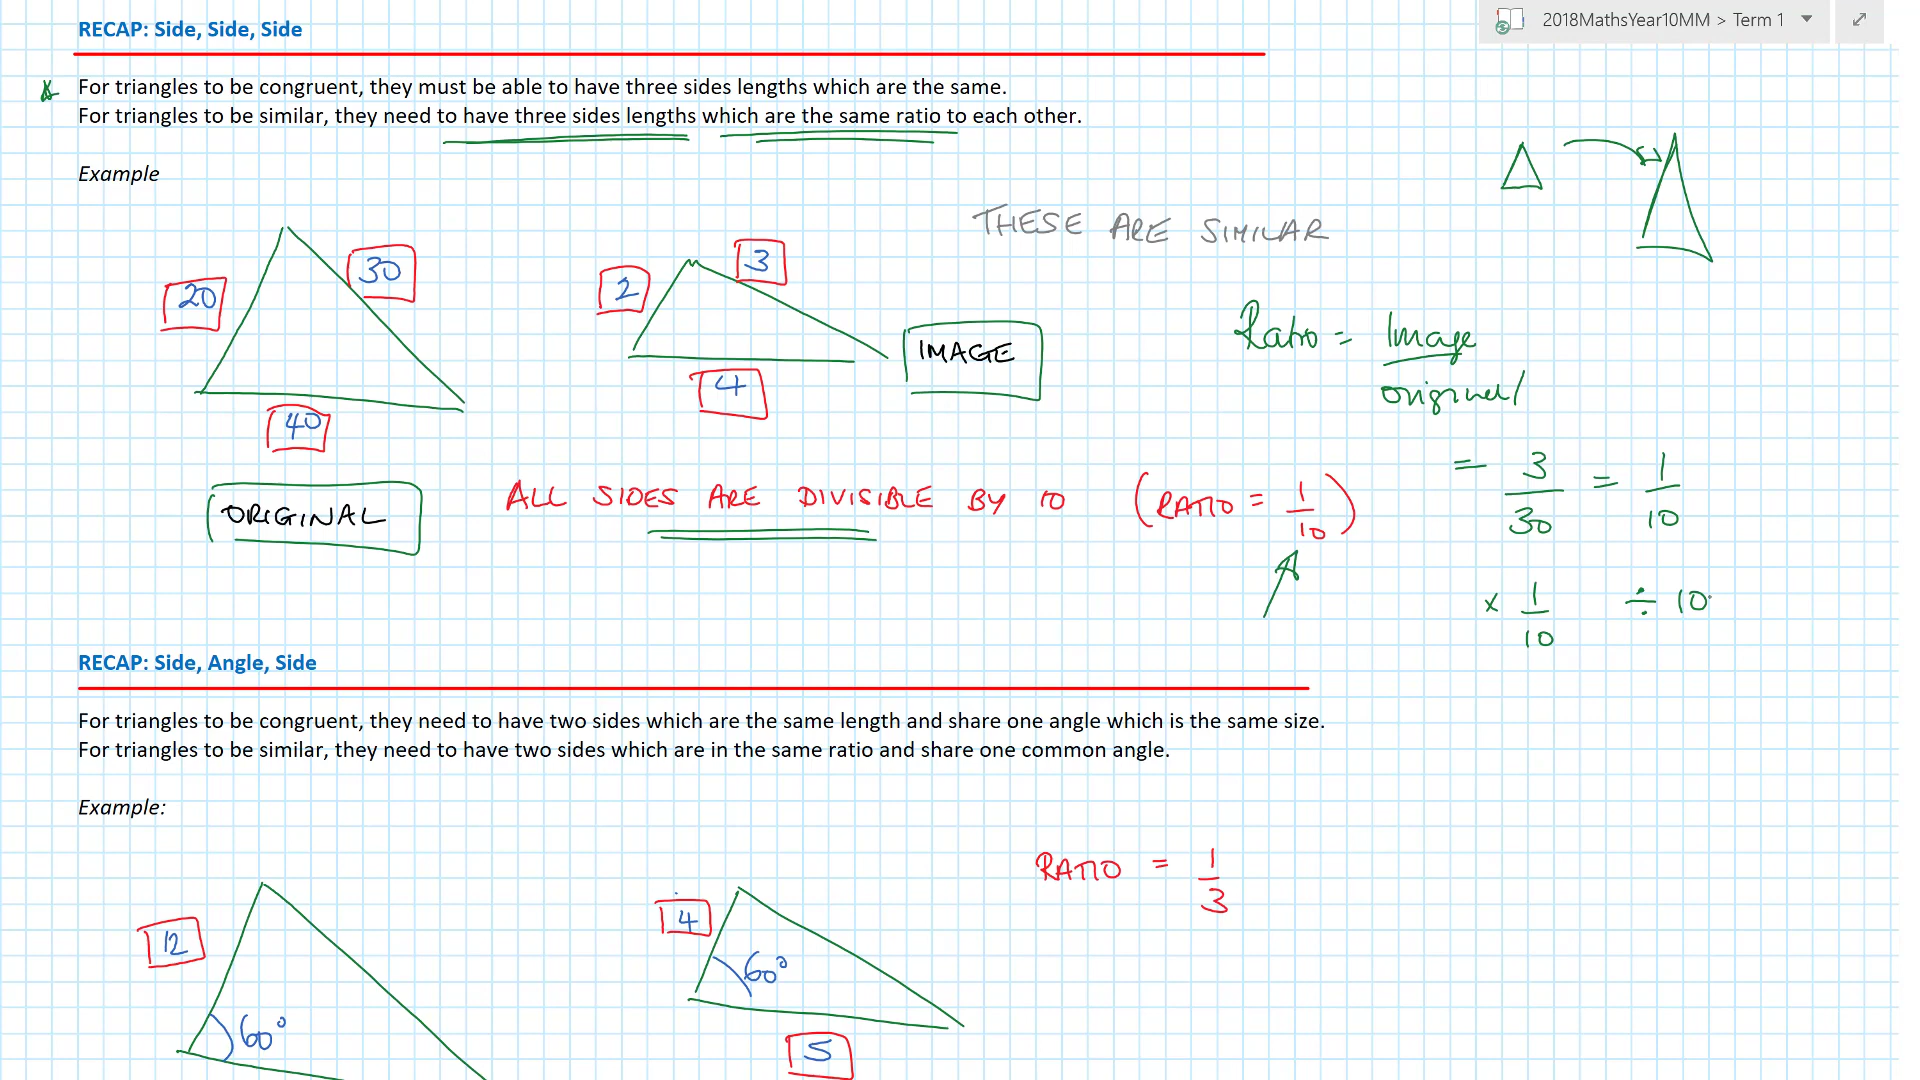 2018MathsYear10MM > Term 1
RECAP: Side, Side, Side
For triangles to be congruent, they must be able to have three sides lengths which are the same.
For triangles to be similar, they need to have three sides lengths which are the same ratio to each other.
Example
THESE ARE SIMILAR
20
30
40
ORIGINAL
2
3
4
IMAGE
Ratio = Image
original
= 3/30 = 1/10
ALL SIDES ARE DIVISIBLE BY 10 (RATIO = 1/10)
× 1/10 ÷ 10
RECAP: Side, Angle, Side
For triangles to be congruent, they need to have two sides which are the same length and share one angle which is the same size.
For triangles to be similar, they need to have two sides which are in the same ratio and share one common angle.
Example:
RATIO = 1/3
12
60°
4
60°
5